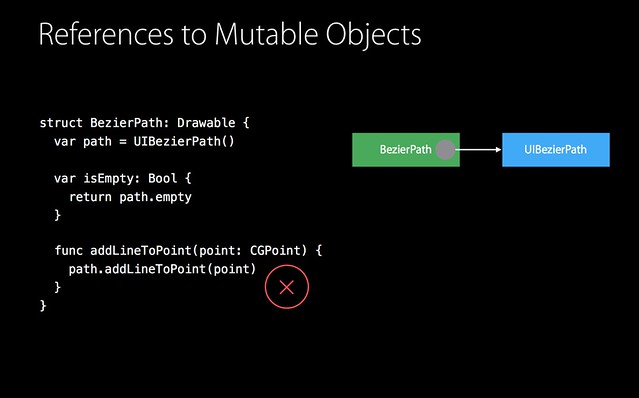 References to Mutable Objects
struct BezierPath: Drawable {
  var path = UIBezierPath()

  var isEmpty: Bool {
    return path.empty
  }

  func addLineToPoint(point: CGPoint) {
    path.addLineToPoint(point)
  }
}
BezierPath
UIBezierPath